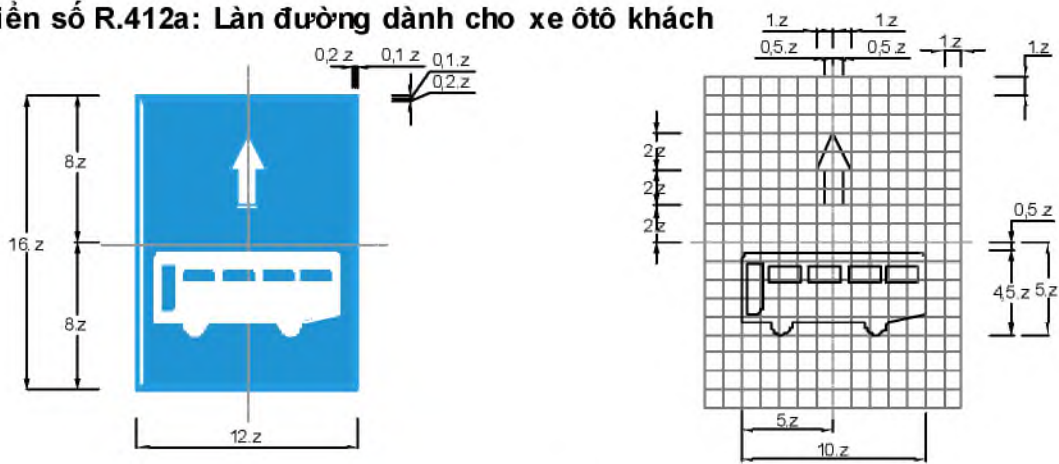 ển số R.412a: Làn đường dành cho xe ôtô khách
0,2.z 0,1.z 0,1.z
0,2.z
8.z
16.z
8.z
12.z
1.z 1.z
0,5.z 0,5.z 1.z 1.z
2.z
2.z
2.z
0,5.z
4,5.z 5.z
5.z
10.z